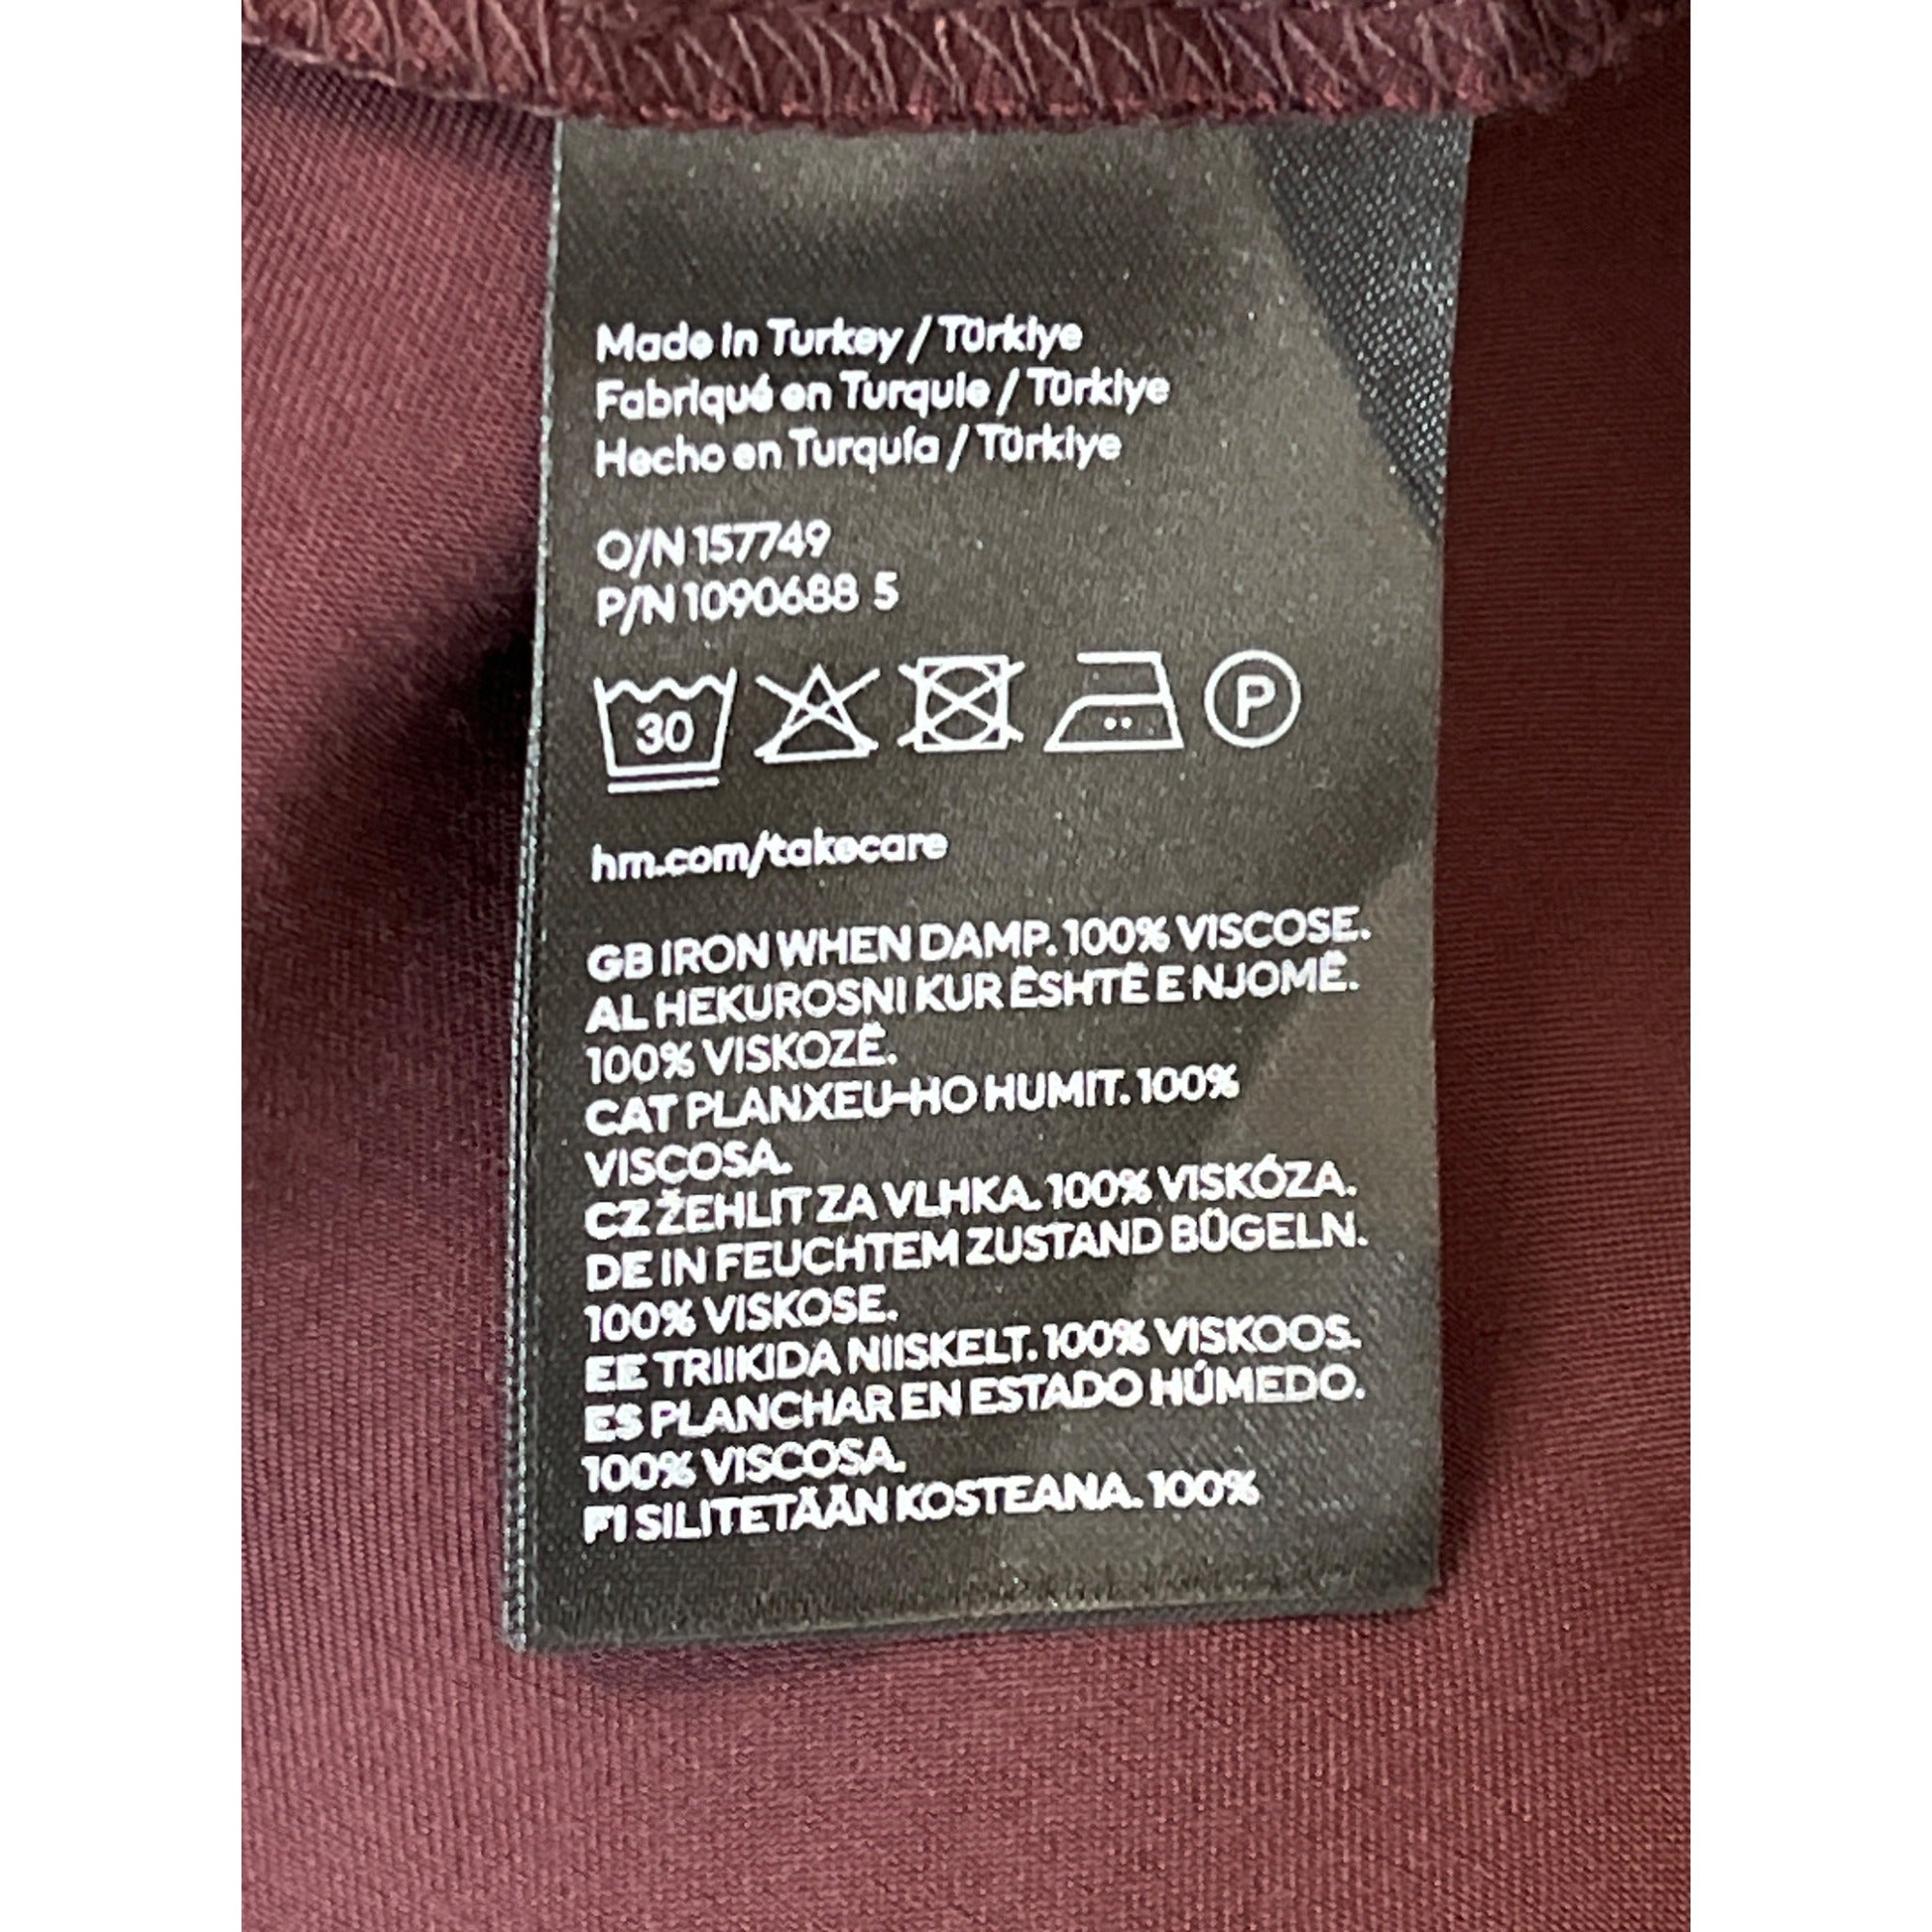 Made in Turkey / Türkiye
Fabriqué en Turquie / Türkiye
Hecho en Turquía / Türkiye
O/N 157749
P/N 1090688 5
30
P
hm.com/takecare
GB IRON WHEN DAMP. 100% VISCOSE.
AL HEKUROSNI KUR ËSHTË E NJOMË.
100% VISKOZË.
CAT PLANXEU-HO HUMIT. 100%
VISCOSA.
CZ ŽEHLIT ZA VLHKA. 100% VISKÓZA.
DE IN FEUCHTEM ZUSTAND BÜGELN.
100% VISKOSE.
EE TRIIKIDA NIISKELT. 100% VISKOOS.
ES PLANCHAR EN ESTADO HÚMEDO.
100% VISCOSA.
FI SILITETÄÄN KOSTEANA. 100%